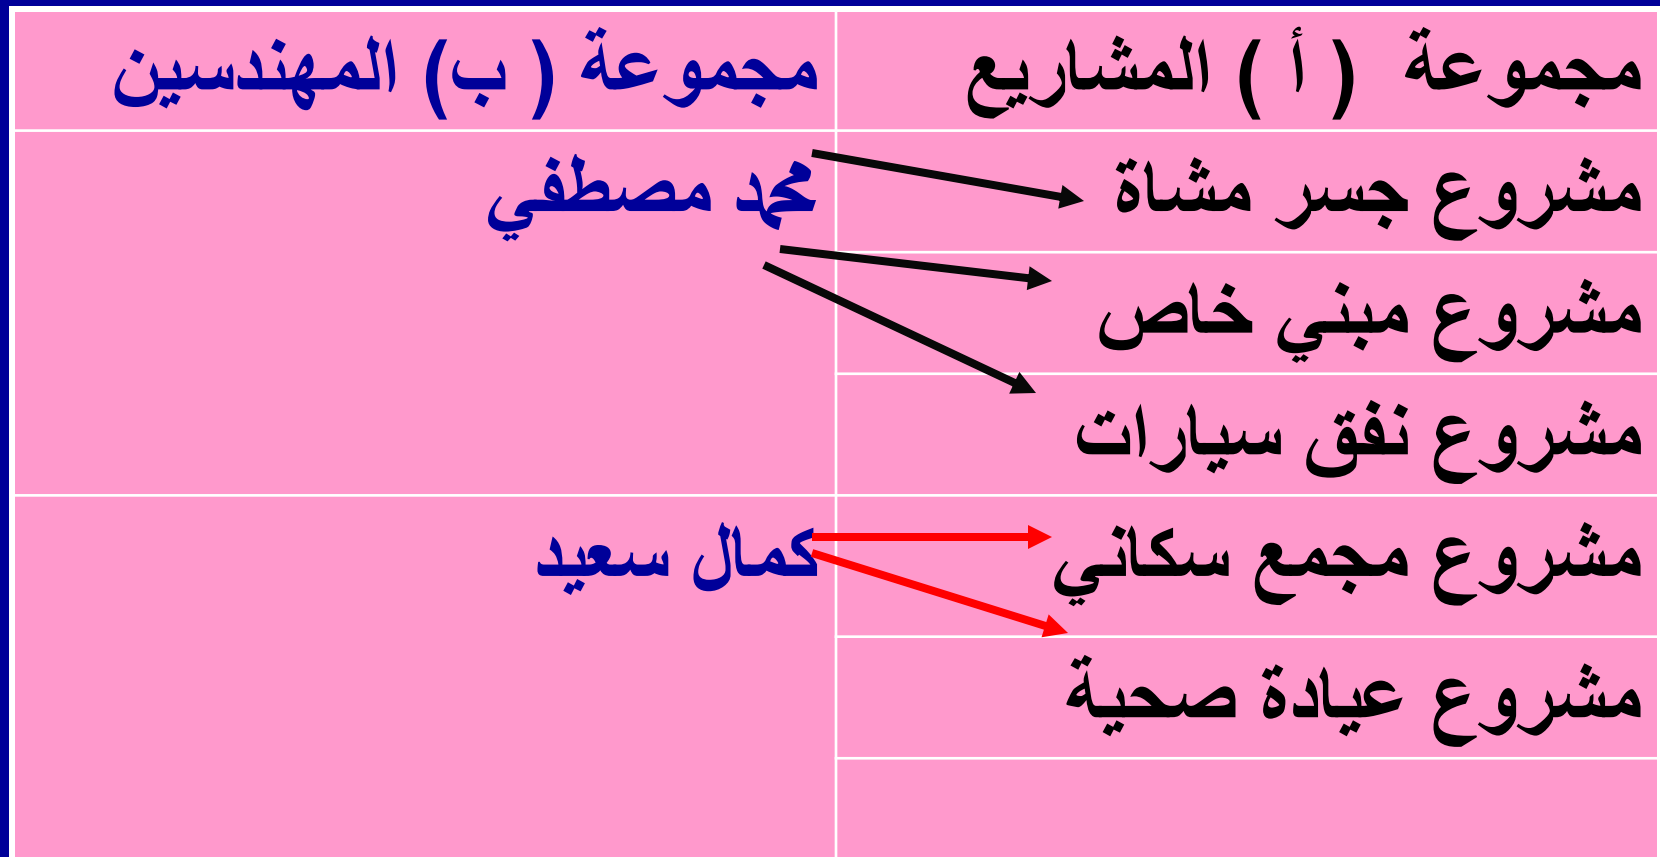 مجموعة ( أ ) المشاريع
مجموعة ( ب) المهندسين
مشروع جسر مشاة
محمد مصطفي
مشروع مبني خاص
مشروع نفق سيارات
مشروع مجمع سكاني
كمال سعيد
مشروع عيادة صحية